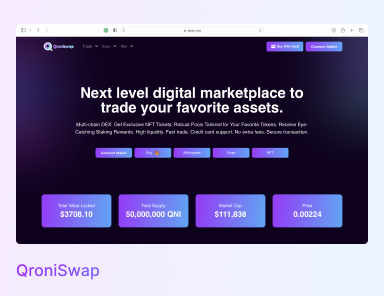 QroniSwap
Trade
Earn
Win
Buy With Card
Connect Wallet
Next level digital marketplace to
trade your favorite assets.
Multi-chain DEX. Get Exclusive NFT Tickets. Robust Pools Tailored for Your Favorite Tokens. Receive Eye-
Catching Staking Rewards. High liquidity. Fast trade. Credit card support. No extra fees. Secure transaction.
Connect Wallet
Buy
Whitepaper
Swap
NFT
Total Value Locked
$3708.10
Total Supply
50,000,000 QNI
Market Cap
$111,838
Price
0.00224
QroniSwap